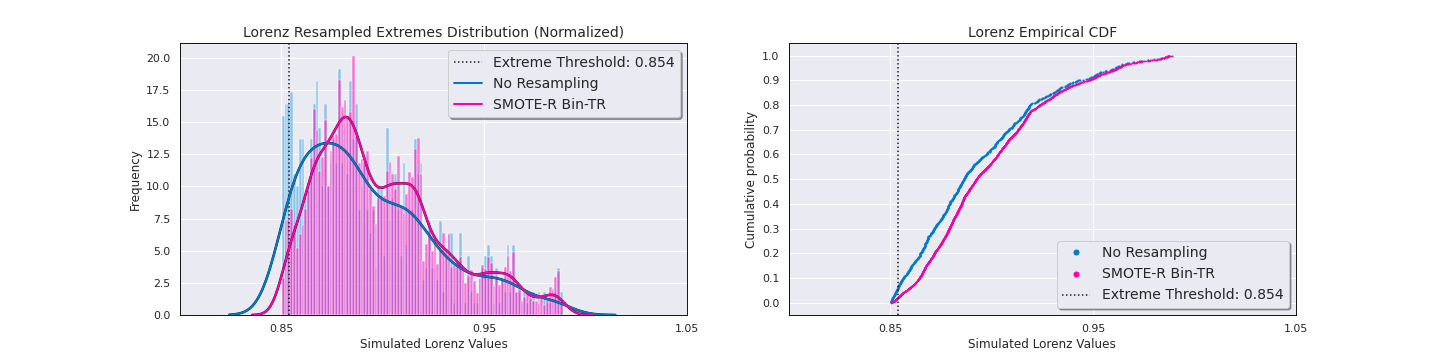 Lorenz Resampled Extremes Distribution (Normalized)
Frequency
20.0
17.5
15.0
12.5
10.0
7.5
5.0
2.5
0.0
Extreme Threshold: 0.854
No Resampling
SMOTE-R Bin-TR
0.85
0.95
1.05
Simulated Lorenz Values
Lorenz Empirical CDF
Cumulative probability
1.0
0.9
0.8
0.7
0.6
0.5
0.4
0.3
0.2
0.1
0.0
No Resampling
SMOTE-R Bin-TR
Extreme Threshold: 0.854
0.85
0.95
1.05
Simulated Lorenz Values